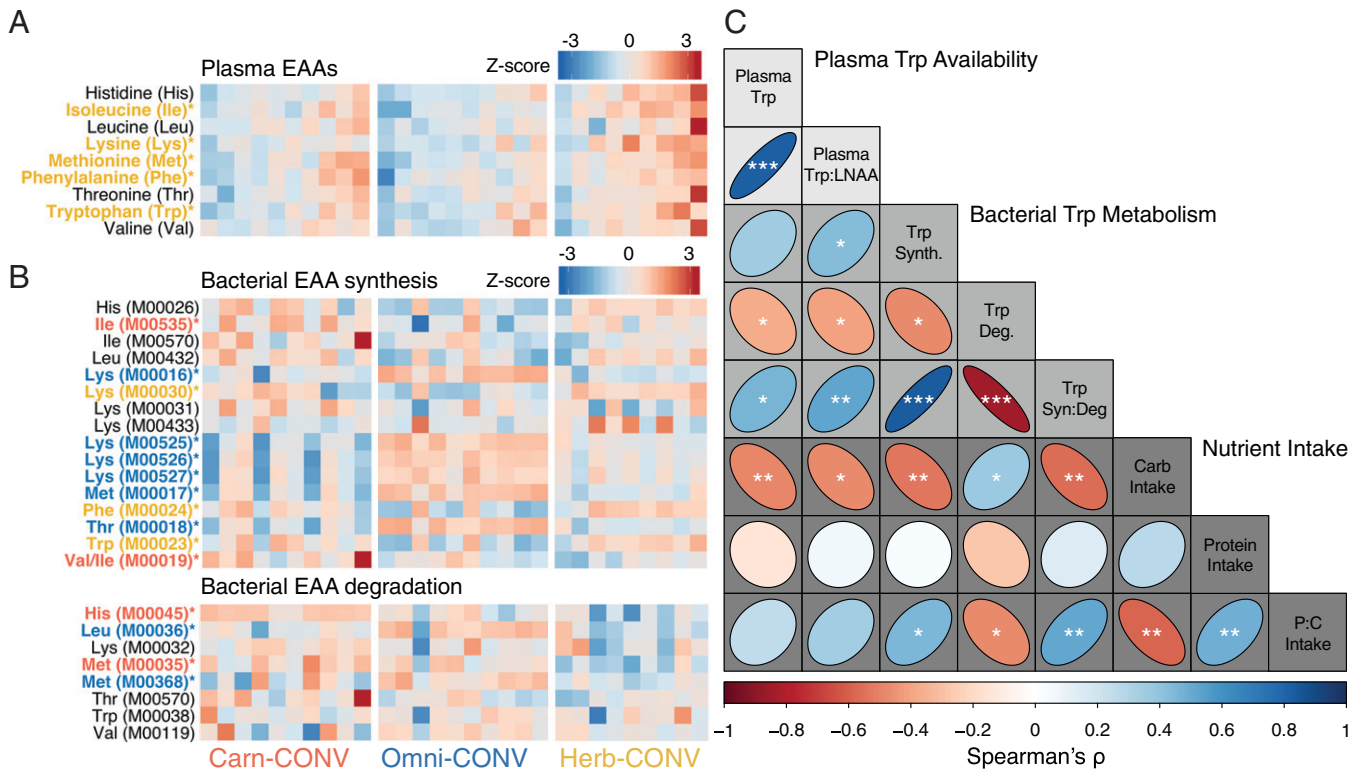 A
Plasma EAAs
Z-score
-3 0 3
Histidine (His)
Isoleucine (Ile)*
Leucine (Leu)
Lysine (Lys)*
Methionine (Met)*
Phenylalanine (Phe)*
Threonine (Thr)
Tryptophan (Trp)*
Valine (Val)
B
Bacterial EAA synthesis
Z-score
-3 0 3
His (M00026)
Ile (M00535)*
Ile (M00570)
Leu (M00432)
Lys (M00016)*
Lys (M00030)*
Lys (M00031)
Lys (M00433)
Lys (M00525)*
Lys (M00526)*
Lys (M00527)*
Met (M00017)*
Phe (M00024)*
Thr (M00018)*
Trp (M00023)*
Val/Ile (M00019)*
Bacterial EAA degradation
His (M00045)*
Leu (M00036)*
Lys (M00032)
Met (M00035)*
Met (M00368)*
Thr (M00570)
Trp (M00038)
Val (M00119)
Carn-CONV Omni-CONV Herb-CONV
C
Plasma Trp Availability
Plasma
Trp
*** Plasma
Trp:LNAA
Bacterial Trp Metabolism
* Trp
Synth.
* * * Trp
Deg.
* ** *** *** Trp
Syn:Deg
Nutrient Intake
** * ** * ** Carb
Intake
Protein
Intake
* * ** ** ** P:C
Intake
−1 −0.8 −0.6 −0.4 −0.2 0 0.2 0.4 0.6 0.8 1
Spearman's ρ